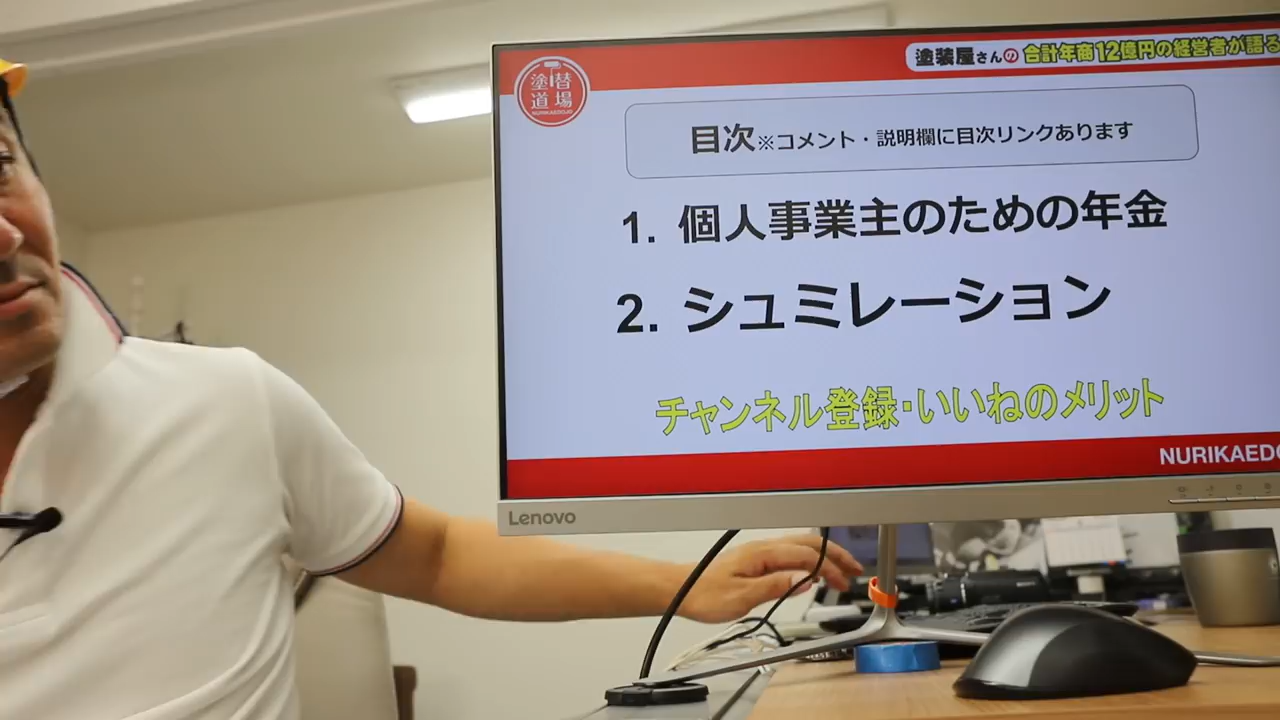 塗装屋さんの 合計年商12億円の経営者が語る
塗替
道場
NURIKAEDOJO
目次※コメント・説明欄に目次リンクあります
1. 個人事業主のための年金
2. シュミレーション
チャンネル登録・いいねのメリット
NURIKAEDO
Lenovo